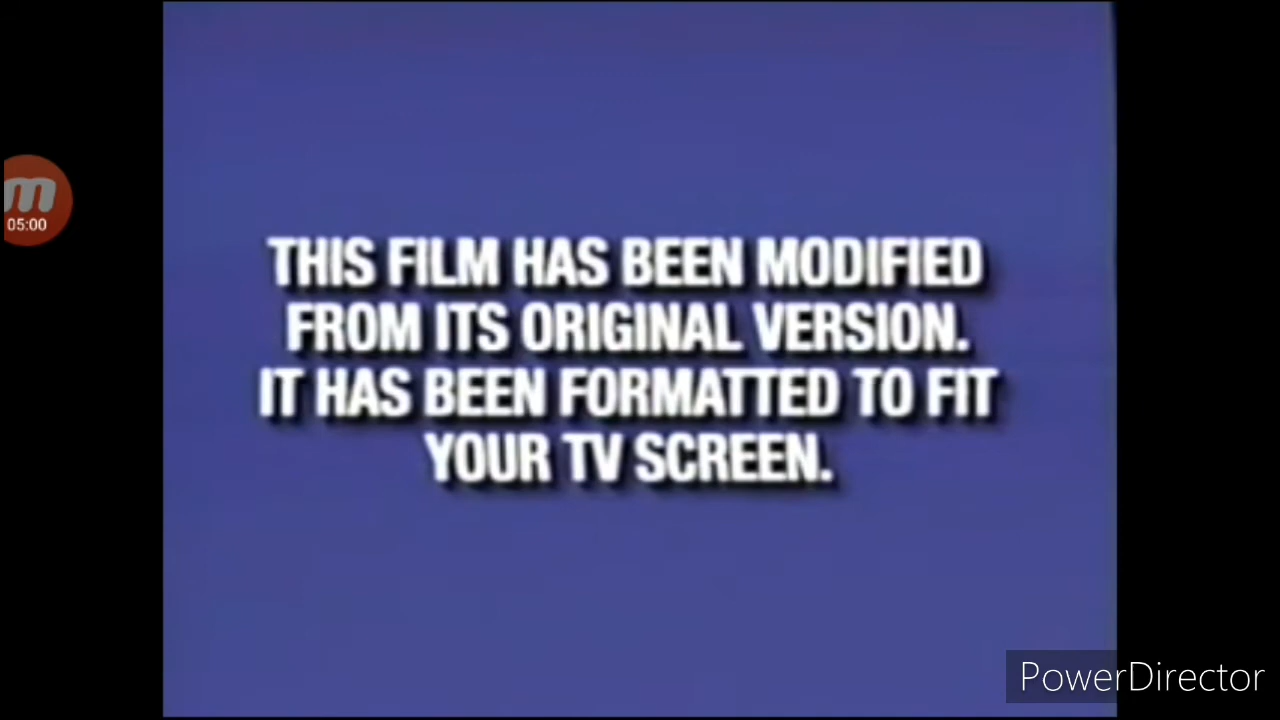 m
05:00
THIS FILM HAS BEEN MODIFIED
FROM ITS ORIGINAL VERSION.
IT HAS BEEN FORMATTED TO FIT
YOUR TV SCREEN.
PowerDirector